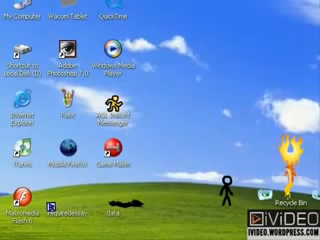 My Computer
Wacom Tablet
QuickTime
Shortcut to
Local Disk (D)
Adobe
Photoshop 7.0
Windows Media
Player
Internet
Explorer
Paint
AOL Instant
Messenger
iTunes
Mozilla Firefox
Game Maker
Macromedia
Flash 8
requiredessay
data
Recycle Bin
iViDEO
iVIDEO.WORDPRESS.COM